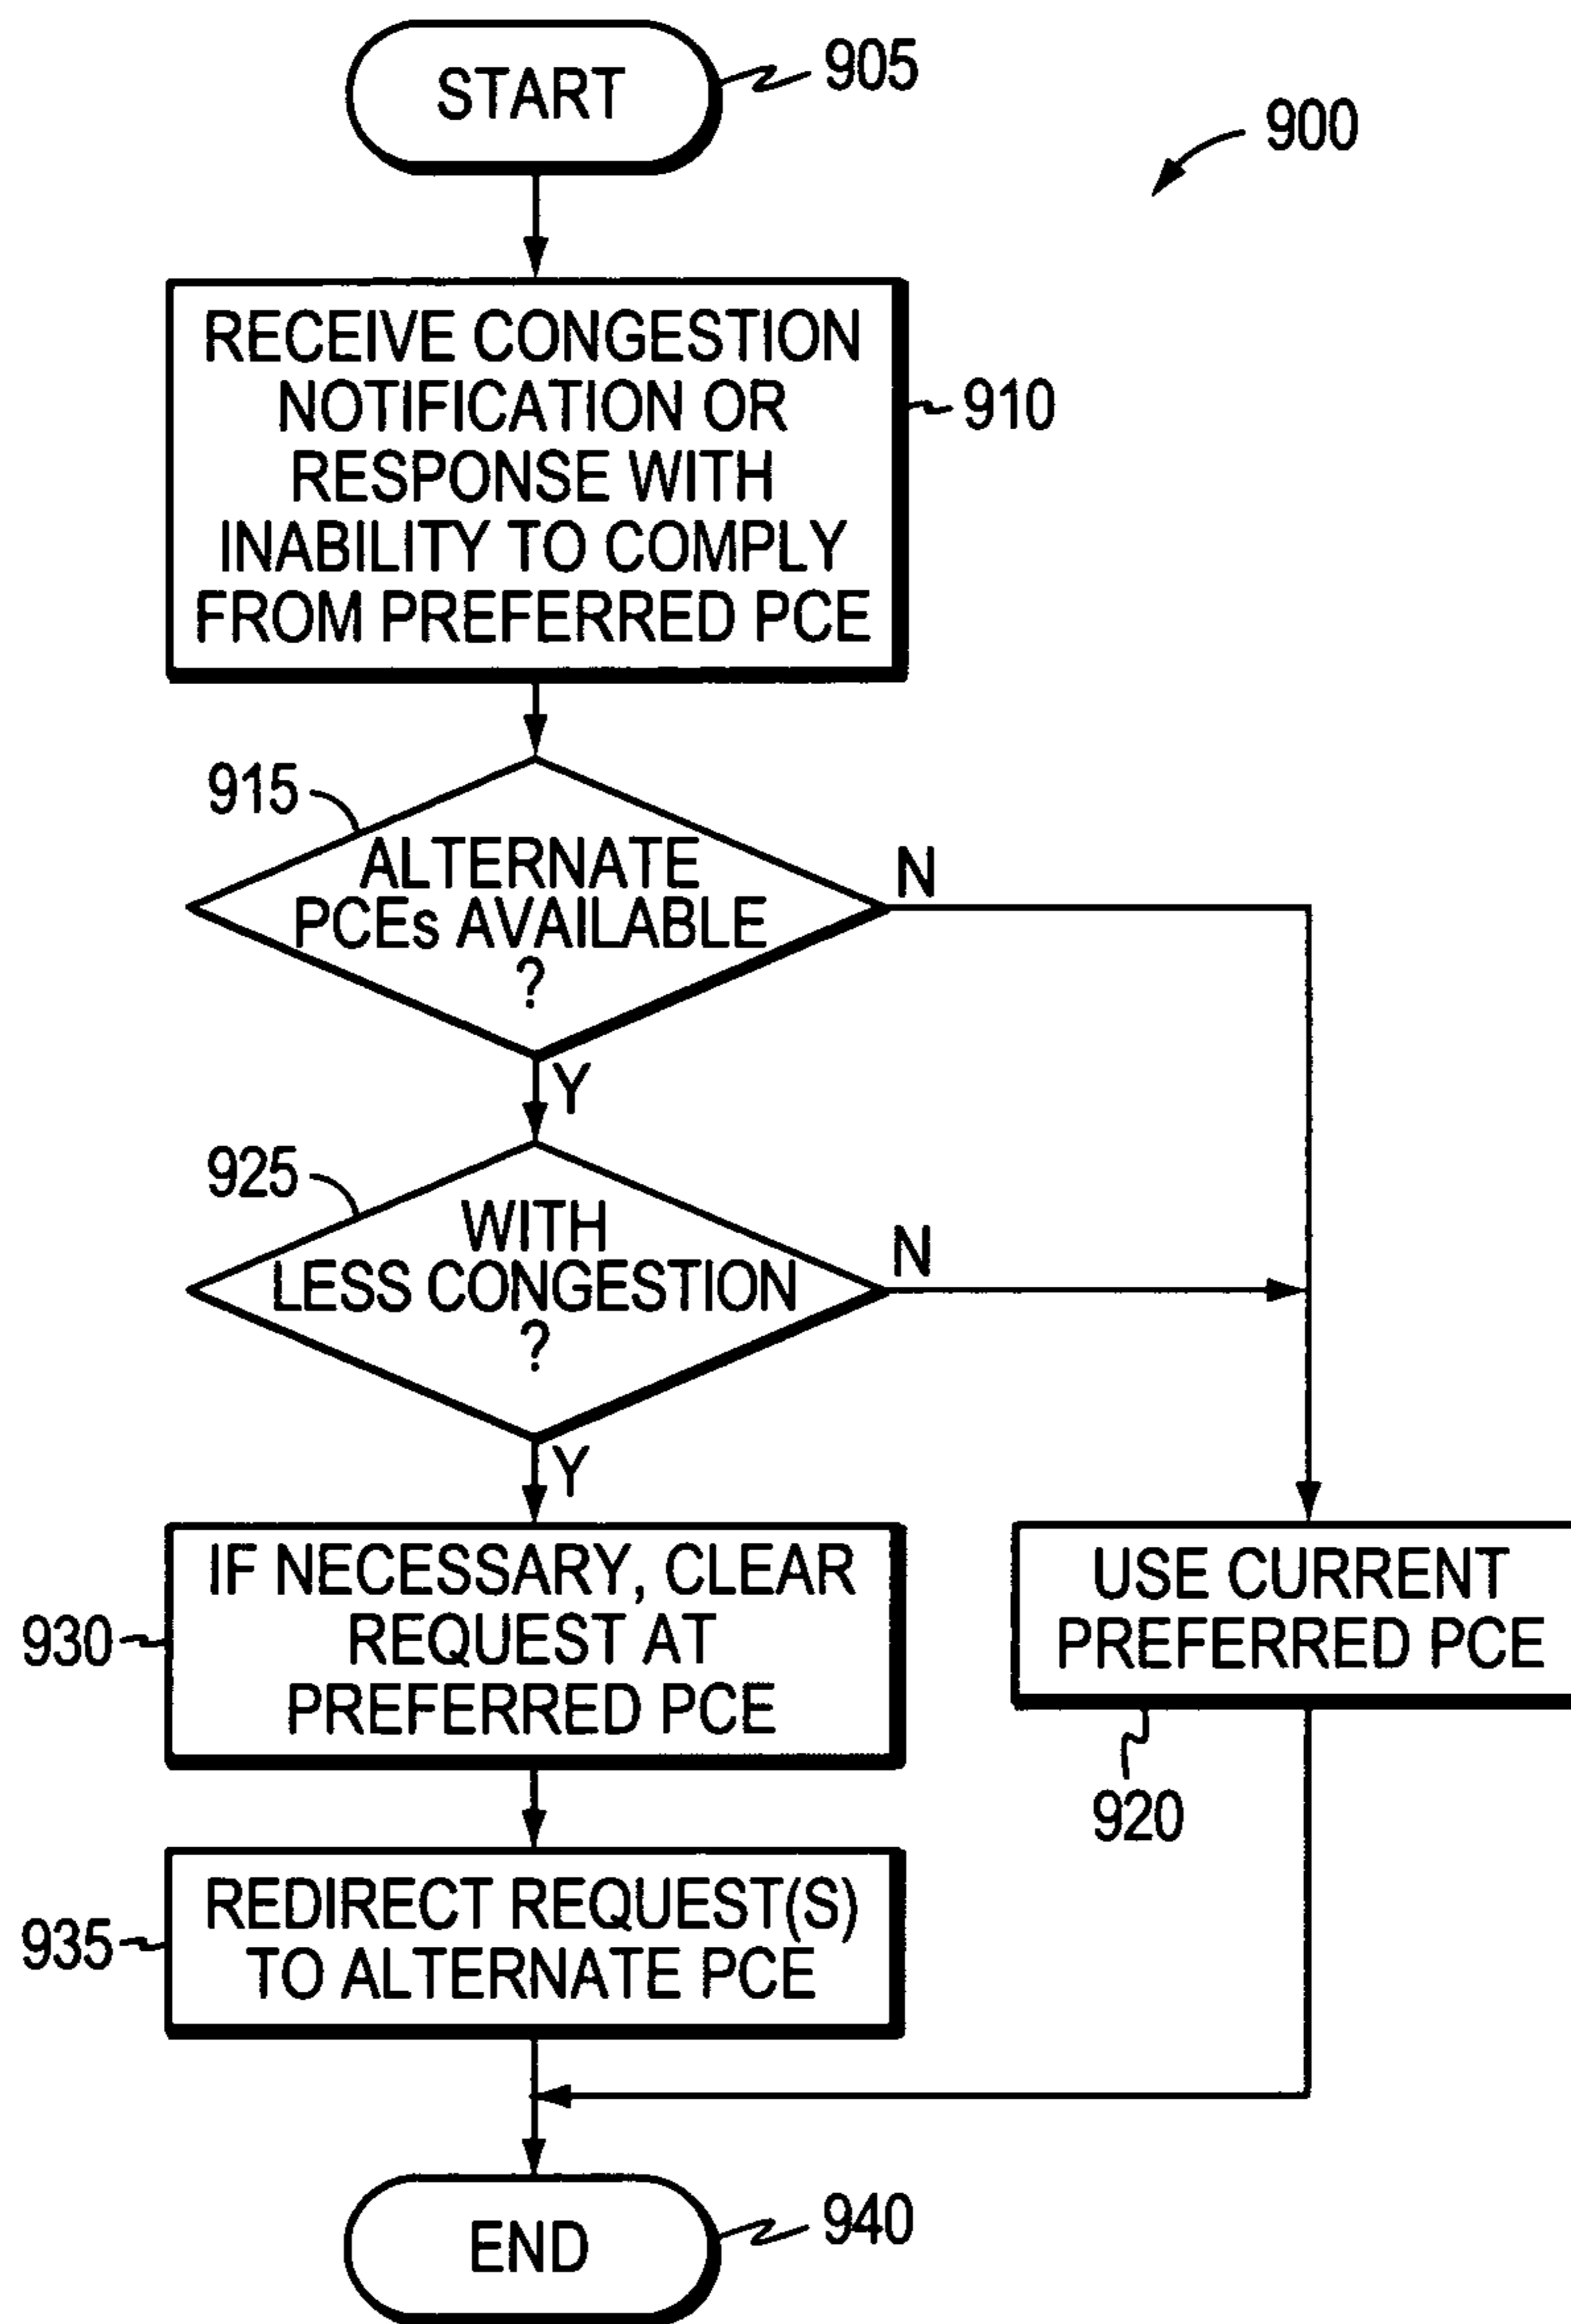 START
905
900
RECEIVE CONGESTION
NOTIFICATION OR
RESPONSE WITH
INABILITY TO COMPLY
FROM PREFERRED PCE
910
915
ALTERNATE
PCEs AVAILABLE
?
N
Y
925
WITH
LESS CONGESTION
?
N
Y
IF NECESSARY, CLEAR
REQUEST AT
PREFERRED PCE
930
USE CURRENT
PREFERRED PCE
920
REDIRECT REQUEST(S)
TO ALTERNATE PCE
935
END
940